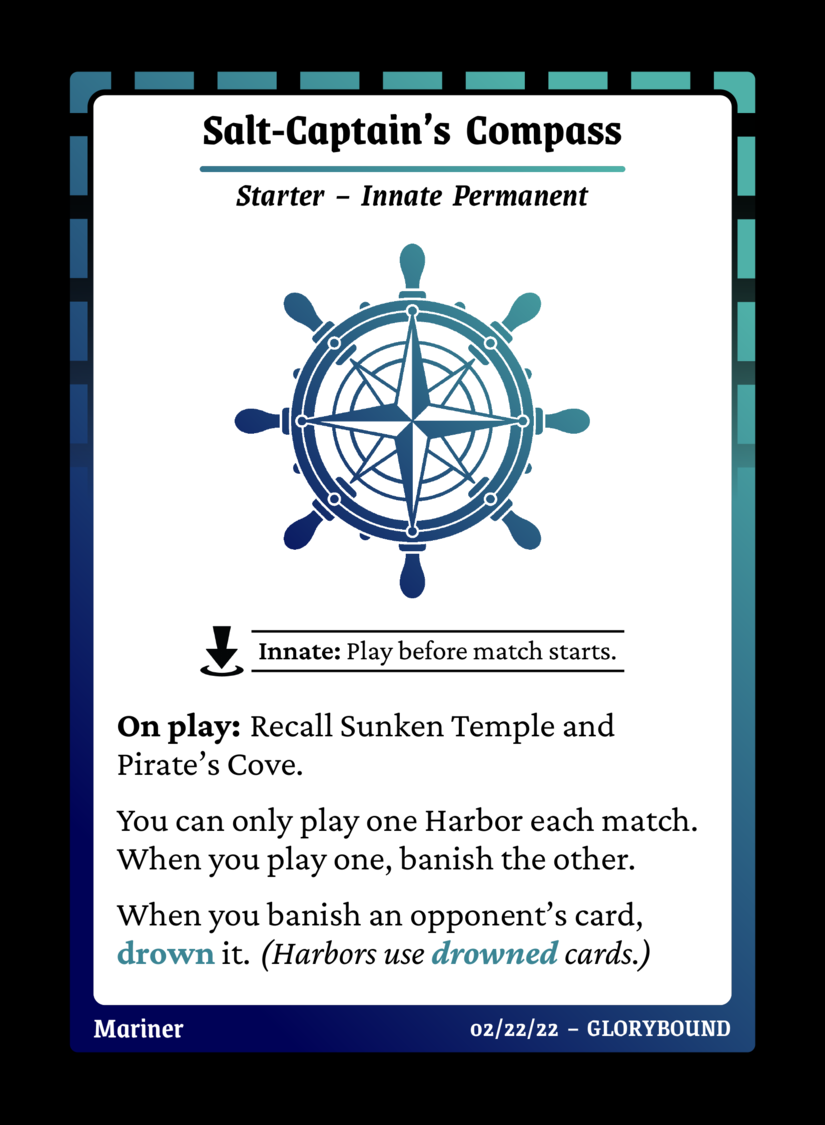 Salt-Captain’s Compass
Starter – Innate Permanent
Innate: Play before match starts.
On play: Recall Sunken Temple and
Pirate’s Cove.
You can only play one Harbor each match.
When you play one, banish the other.
When you banish an opponent’s card,
drown it. (Harbors use drowned cards.)
Mariner
02/22/22 – GLORYBOUND